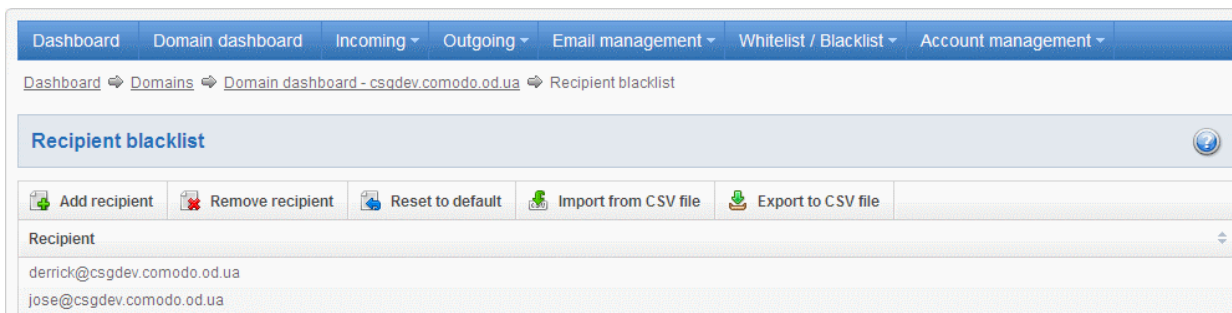 Dashboard Domain dashboard Incoming Outgoing Email management Whitelist / Blacklist Account management
Dashboard Domains Domain dashboard - csgdev.comodo.od.ua Recipient blacklist
Recipient blacklist
Add recipient Remove recipient Reset to default Import from CSV file Export to CSV file
Recipient
derrick@csgdev.comodo.od.ua
jose@csgdev.comodo.od.ua